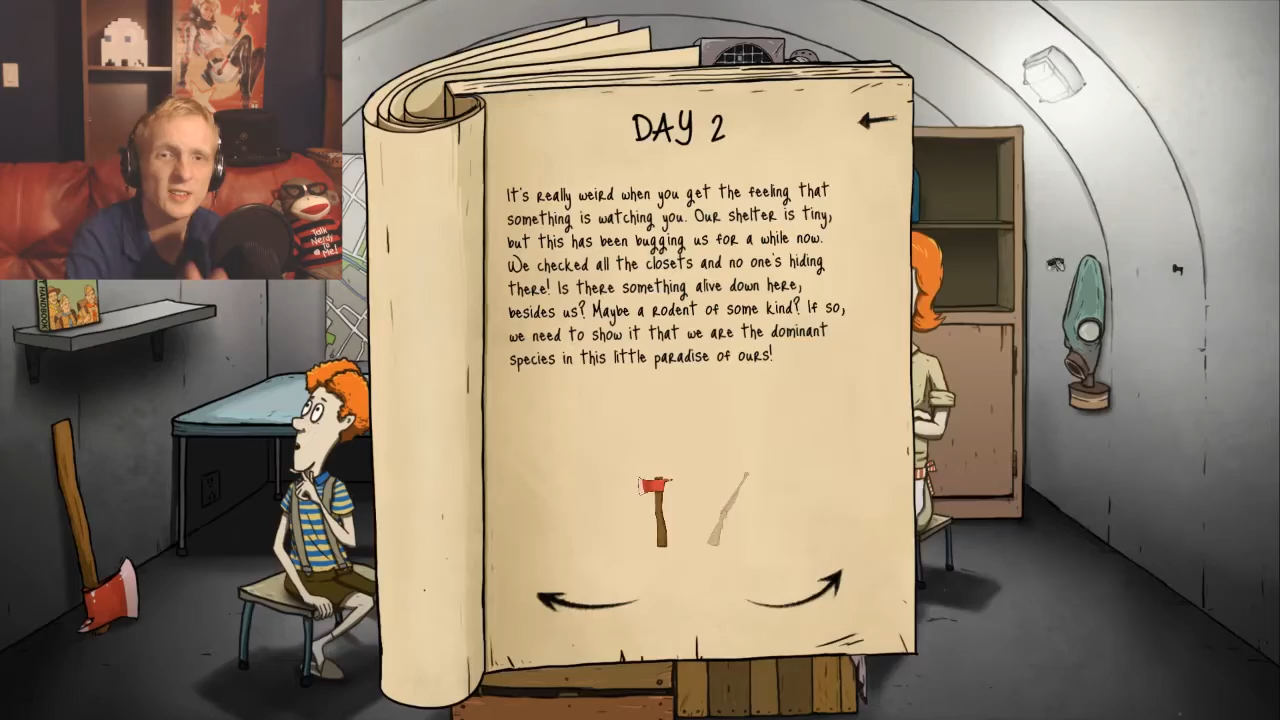 DAY 2
It's really weird when you get the feeling that
something is watching you. Our shelter is tiny,
but this has been bugging us for a while now.
We checked all the closets and no one's hiding
there! Is there something alive down here,
besides us? Maybe a rodent of some kind? If so,
we need to show it that we are the dominant
species in this little paradise of ours!
Talk
Nerdy
To
Me!
HANDBOOK